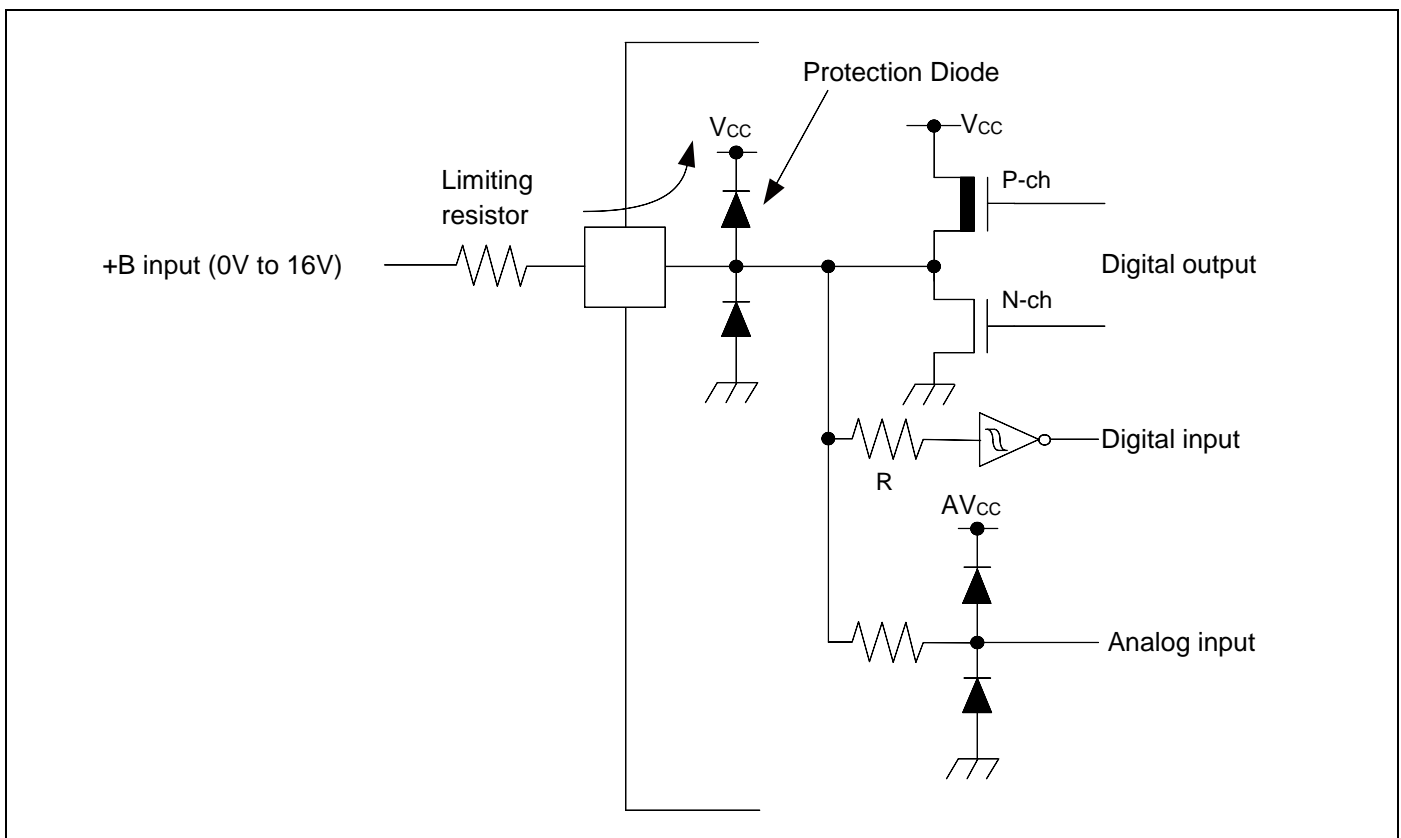 Protection Diode
VCC
VCC
Limiting
resistor
P-ch
+B input (0V to 16V)
Digital output
N-ch
Digital input
R
AVCC
Analog input